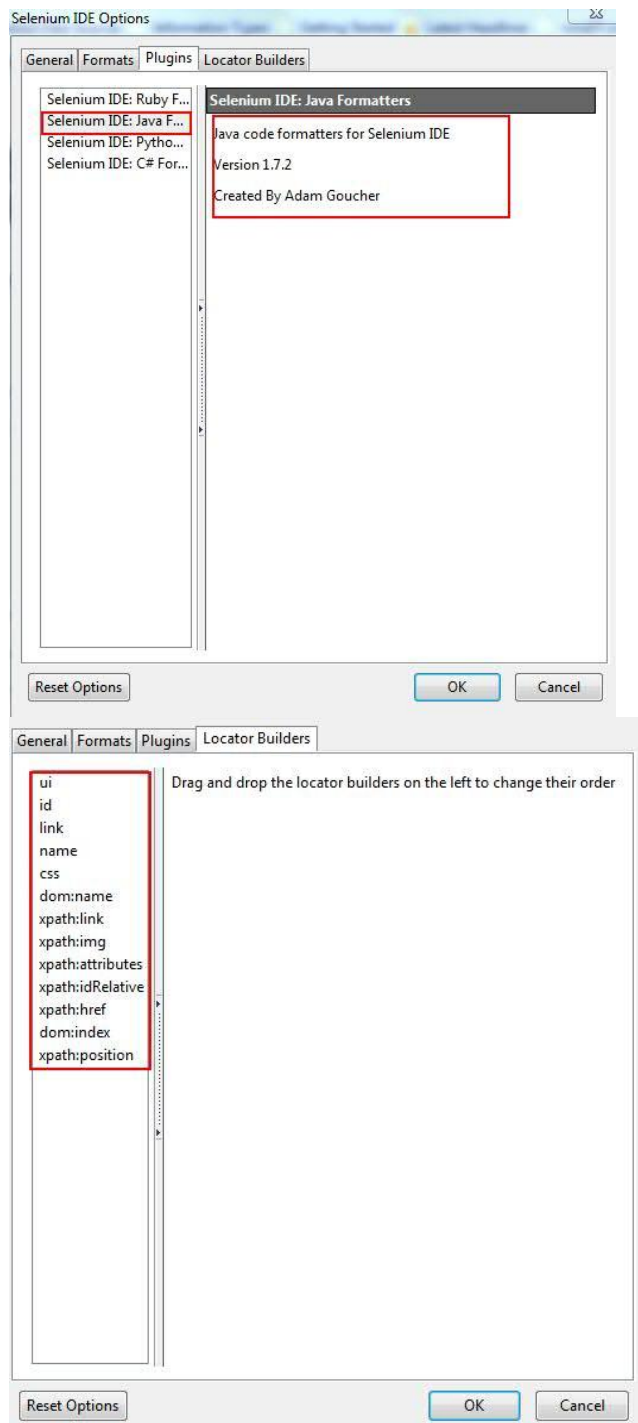 Selenium IDE Options
General Formats Plugins Locator Builders
Selenium IDE: Ruby F...
Selenium IDE: Java F...
Selenium IDE: Pytho...
Selenium IDE: C# For...
Selenium IDE: Java Formatters
Java code formatters for Selenium IDE
Version 1.7.2
Created By Adam Goucher
Reset Options OK Cancel
General Formats Plugins Locator Builders
ui
id
link
name
css
dom:name
xpath:link
xpath:img
xpath:attributes
xpath:idRelative
xpath:href
dom:index
xpath:position
Drag and drop the locator builders on the left to change their order
Reset Options OK Cancel